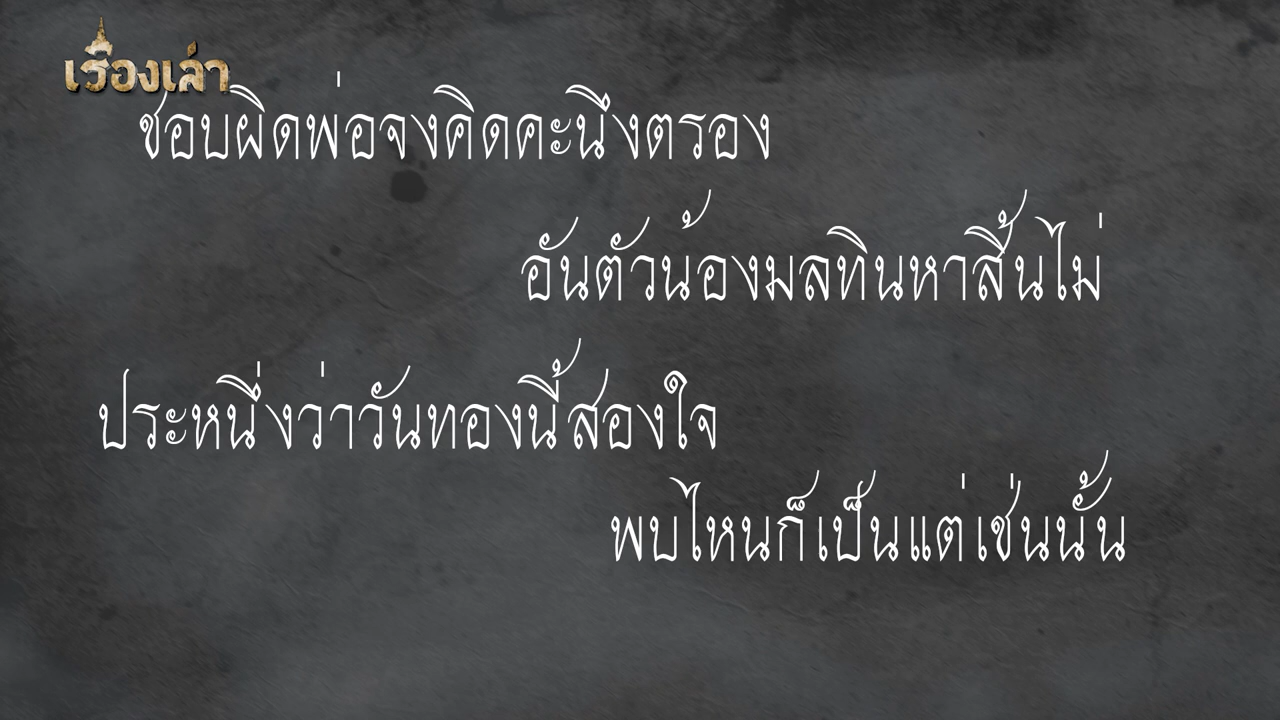 เรื่องเล่า
ชอบผิดพ่อจงคิดคะนึงตรอง
อันตัวน้องมลทินหาสิ้นไม่
ประหนึ่งว่าวันทองนี้สองใจ
พบไหนก็เป็นแต่เช่นนั้น